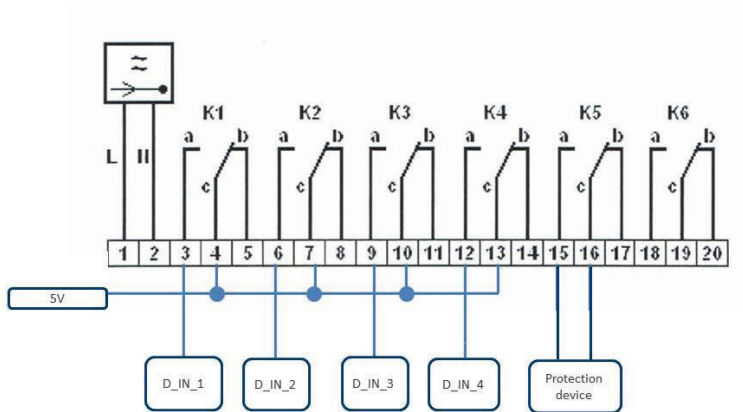 ≈
K1 K2 K3 K4 K5 K6
a b a b a b a b a b a b
L II
c c c c c c
1 2 3 4 5 6 7 8 9 10 11 12 13 14 15 16 17 18 19 20
5V
D_IN_1 D_IN_2 D_IN_3 D_IN_4 Protection
device